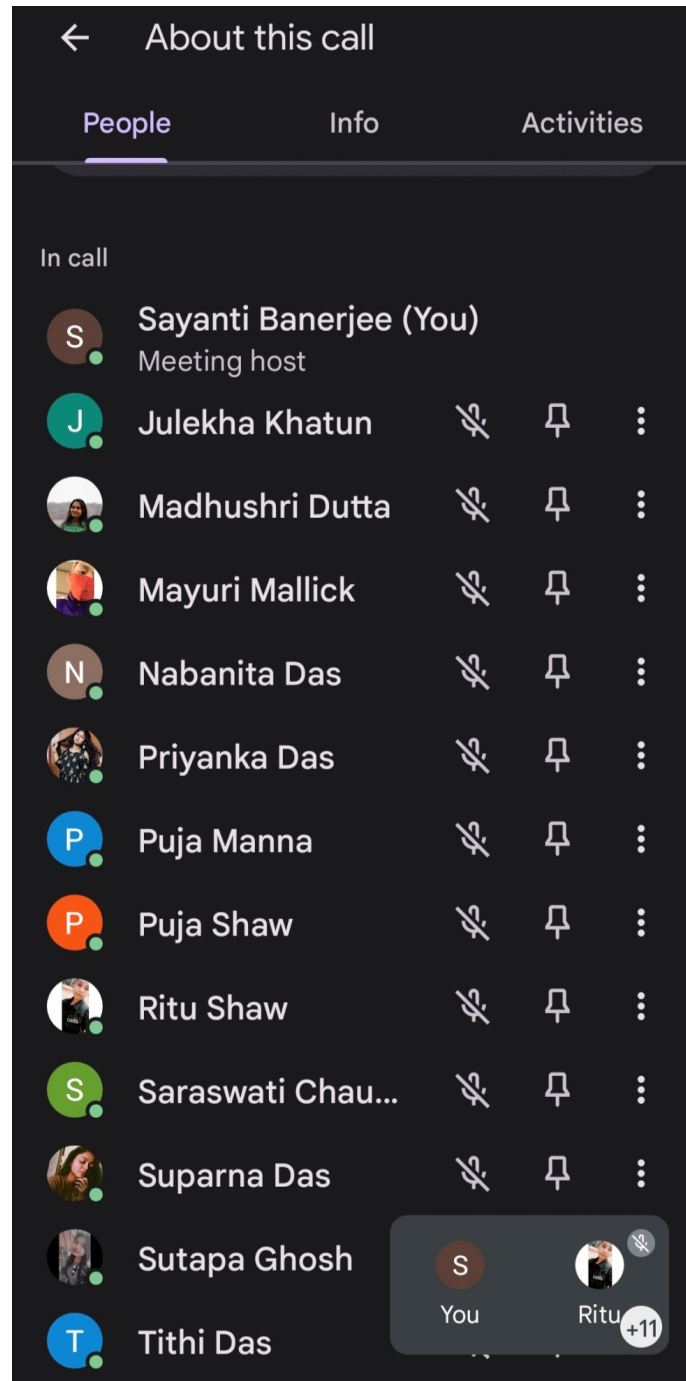 About this call
People Info Activities
In call
S Sayanti Banerjee (You)
Meeting host
J Julekha Khatun
Madhushri Dutta
Mayuri Mallick
N Nabanita Das
Priyanka Das
P Puja Manna
P Puja Shaw
Ritu Shaw
S Saraswati Chau...
Suparna Das
Sutapa Ghosh
T Tithi Das
S
You Ritu
+11